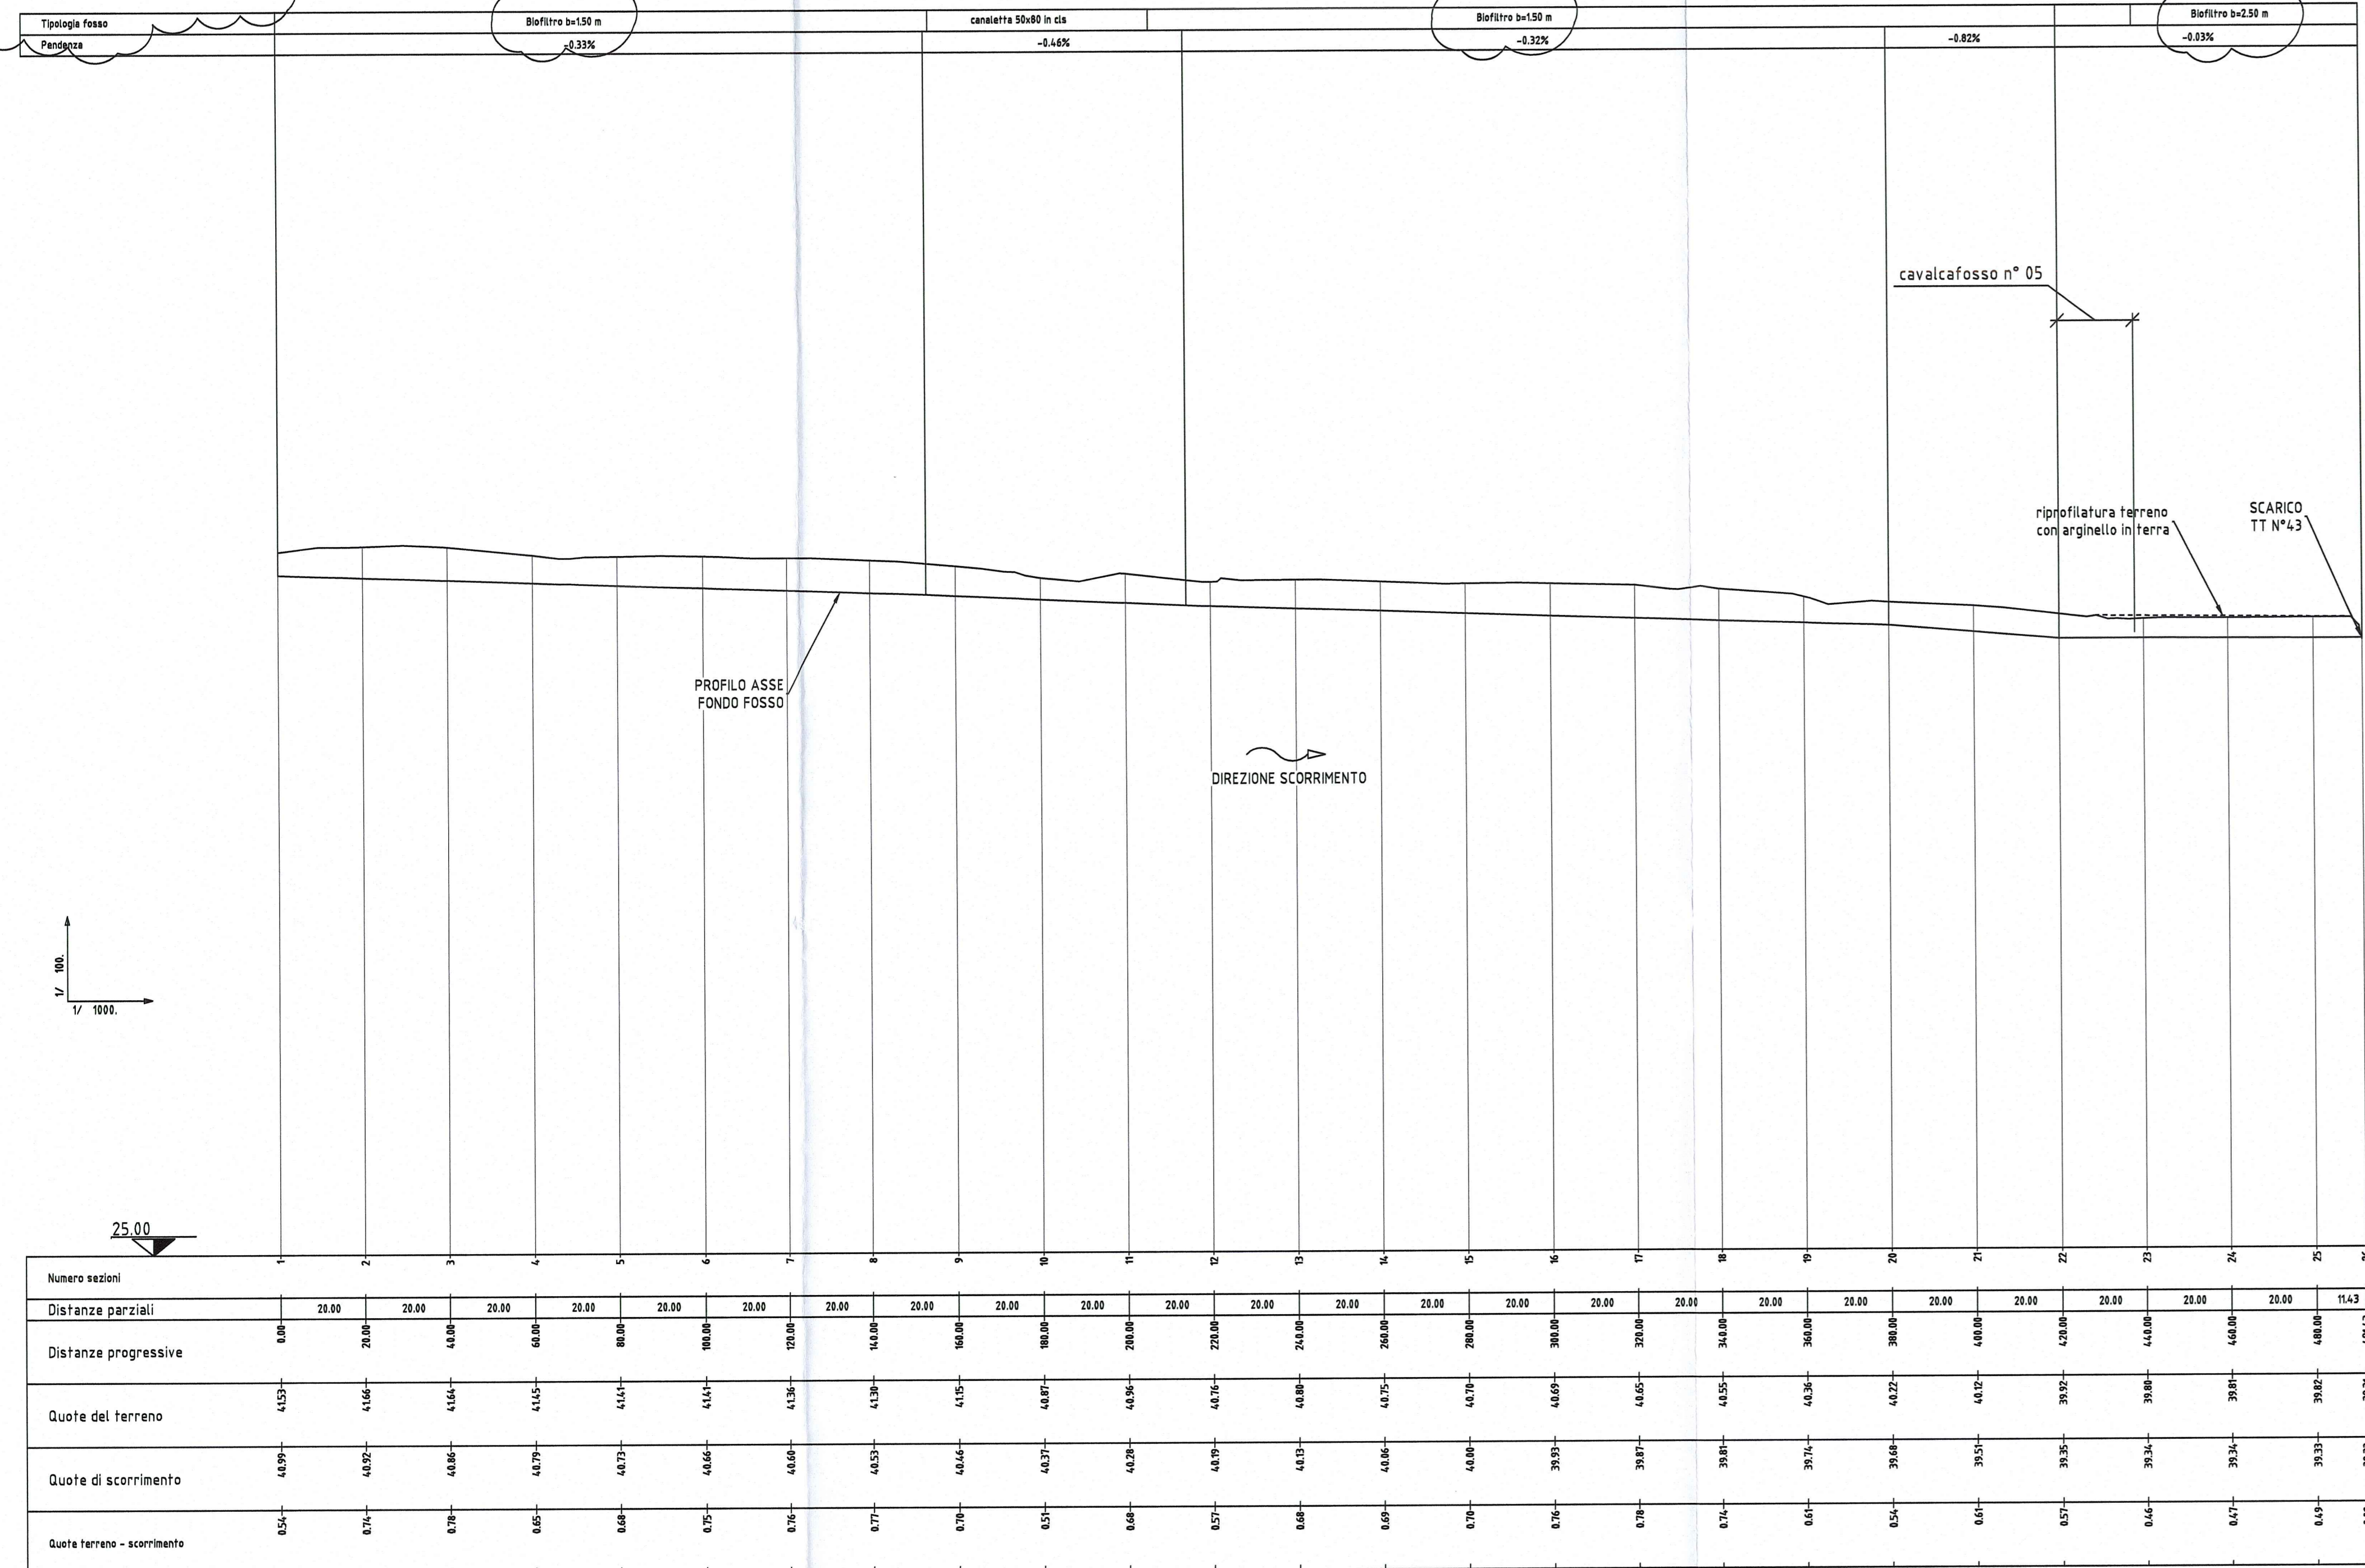 Tipologia fosso Biofiltro b=1.50 m canaletta 50x80 in cls Biofiltro b=1.50 m Biofiltro b=2.50 m
Pendenza -0.33% -0.46% -0.32% -0.82% -0.03%
cavalcafosso n° 05
riprofilatura terreno
con arginello in terra
SCARICO
TT N°43
PROFILO ASSE
FONDO FOSSO
DIREZIONE SCORRIMENTO
1/ 100.
1/ 1000.
25.00
Numero sezioni 1 2 3 4 5 6 7 8 9 10 11 12 13 14 15 16 17 18 19 20 21 22 23 24 25
Distanze parziali 20.00 20.00 20.00 20.00 20.00 20.00 20.00 20.00 20.00 20.00 20.00 20.00 20.00 20.00 20.00 20.00 20.00 20.00 20.00 20.00 20.00 20.00 20.00 20.00 11.43
Distanze progressive 0.00 20.00 40.00 60.00 80.00 100.00 120.00 140.00 160.00 180.00 200.00 220.00 240.00 260.00 280.00 300.00 320.00 340.00 360.00 380.00 400.00 420.00 440.00 460.00 480.00
Quote del terreno 41.53 41.66 41.64 41.45 41.41 41.41 41.36 41.30 41.15 40.87 40.96 40.76 40.80 40.75 40.70 40.69 40.65 40.55 40.36 40.22 40.12 39.92 39.80 39.81 39.82
Quote di scorrimento 40.99 40.92 40.86 40.79 40.73 40.66 40.60 40.53 40.46 40.37 40.28 40.19 40.13 40.06 40.00 39.93 39.87 39.81 39.74 39.68 39.51 39.35 39.34 39.34 39.33
Quote terreno - scorrimento 0.54 0.74 0.78 0.65 0.68 0.75 0.76 0.77 0.70 0.51 0.68 0.57 0.68 0.69 0.70 0.76 0.78 0.74 0.61 0.54 0.61 0.57 0.46 0.47 0.49